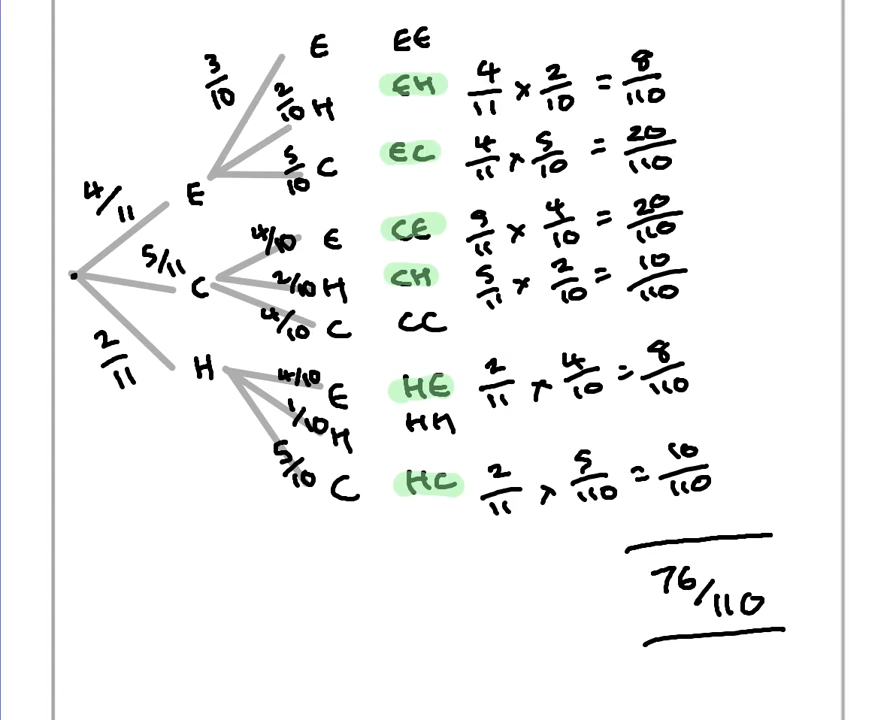 3/10 E EE
2/10 H EH 4/11 × 2/10 = 8/110
5/10 C EC 4/11 × 5/10 = 20/110
4/11 E
4/10 E CE 5/11 × 4/10 = 20/110
5/11 C 2/10 H CH 5/11 × 2/10 = 10/110
4/10 C CC
2/11 H 4/10 E HE 2/11 × 4/10 = 8/110
1/10 H HH
5/10 C HC 2/11 × 5/110 = 10/110
76/110